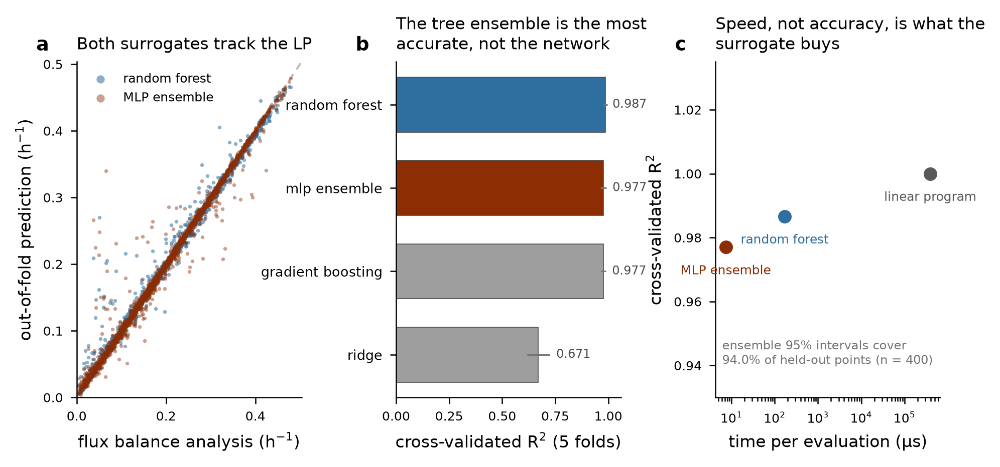 a
Both surrogates track the LP
random forest
MLP ensemble
out-of-fold prediction (h⁻¹)
0.5
0.4
0.3
0.2
0.1
0.0
0.0
0.2
0.4
flux balance analysis (h⁻¹)
b
The tree ensemble is the most
accurate, not the network
random forest
0.987
mlp ensemble
0.977
gradient boosting
0.977
ridge
0.671
0.00
0.25
0.50
0.75
1.00
cross-validated R² (5 folds)
c
Speed, not accuracy, is what the
surrogate buys
cross-validated R²
1.02
1.00
0.98
0.96
0.94
linear program
random forest
MLP ensemble
ensemble 95% intervals cover
94.0% of held-out points (n = 400)
10¹
10²
10³
10⁴
10⁵
time per evaluation (µs)